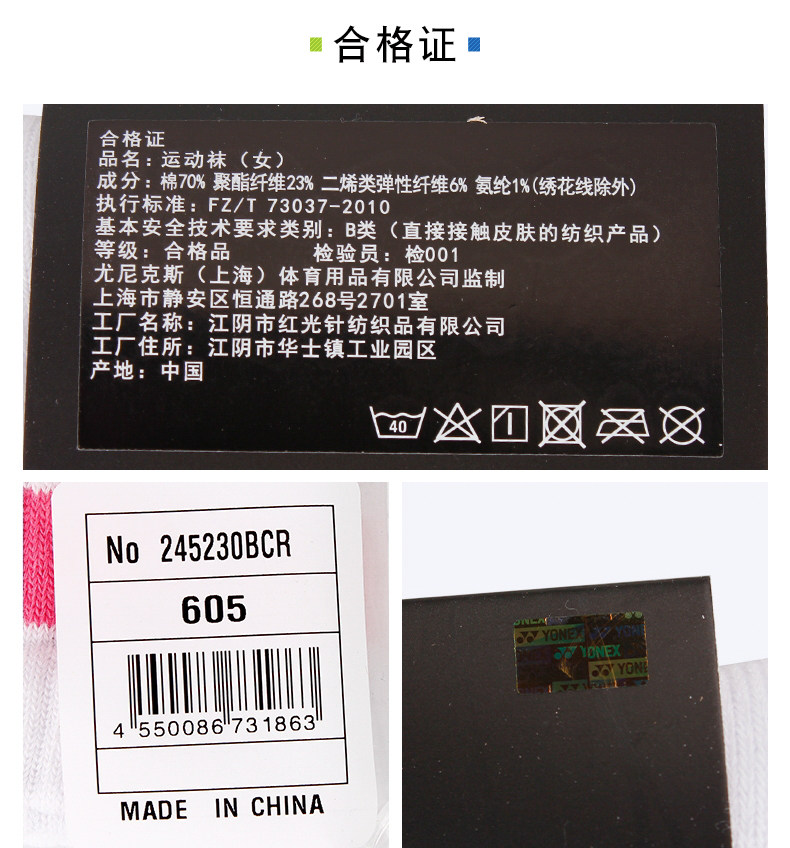 合格证
合格证
品名：运动袜（女）
成分：棉70% 聚酯纤维23% 二烯类弹性纤维6% 氨纶1%(绣花线除外)
执行标准：FZ/T 73037-2010
基本安全技术要求类别：B类（直接接触皮肤的纺织产品）
等级：合格品 检验员：检001
尤尼克斯（上海）体育用品有限公司监制
上海市静安区恒通路268号2701室
工厂名称：江阴市红光针纺织品有限公司
工厂住所：江阴市华士镇工业园区
产地：中国
40
No 245230BCR
605
4 550086 731863
MADE IN CHINA
YONEX
YONEX
YONE